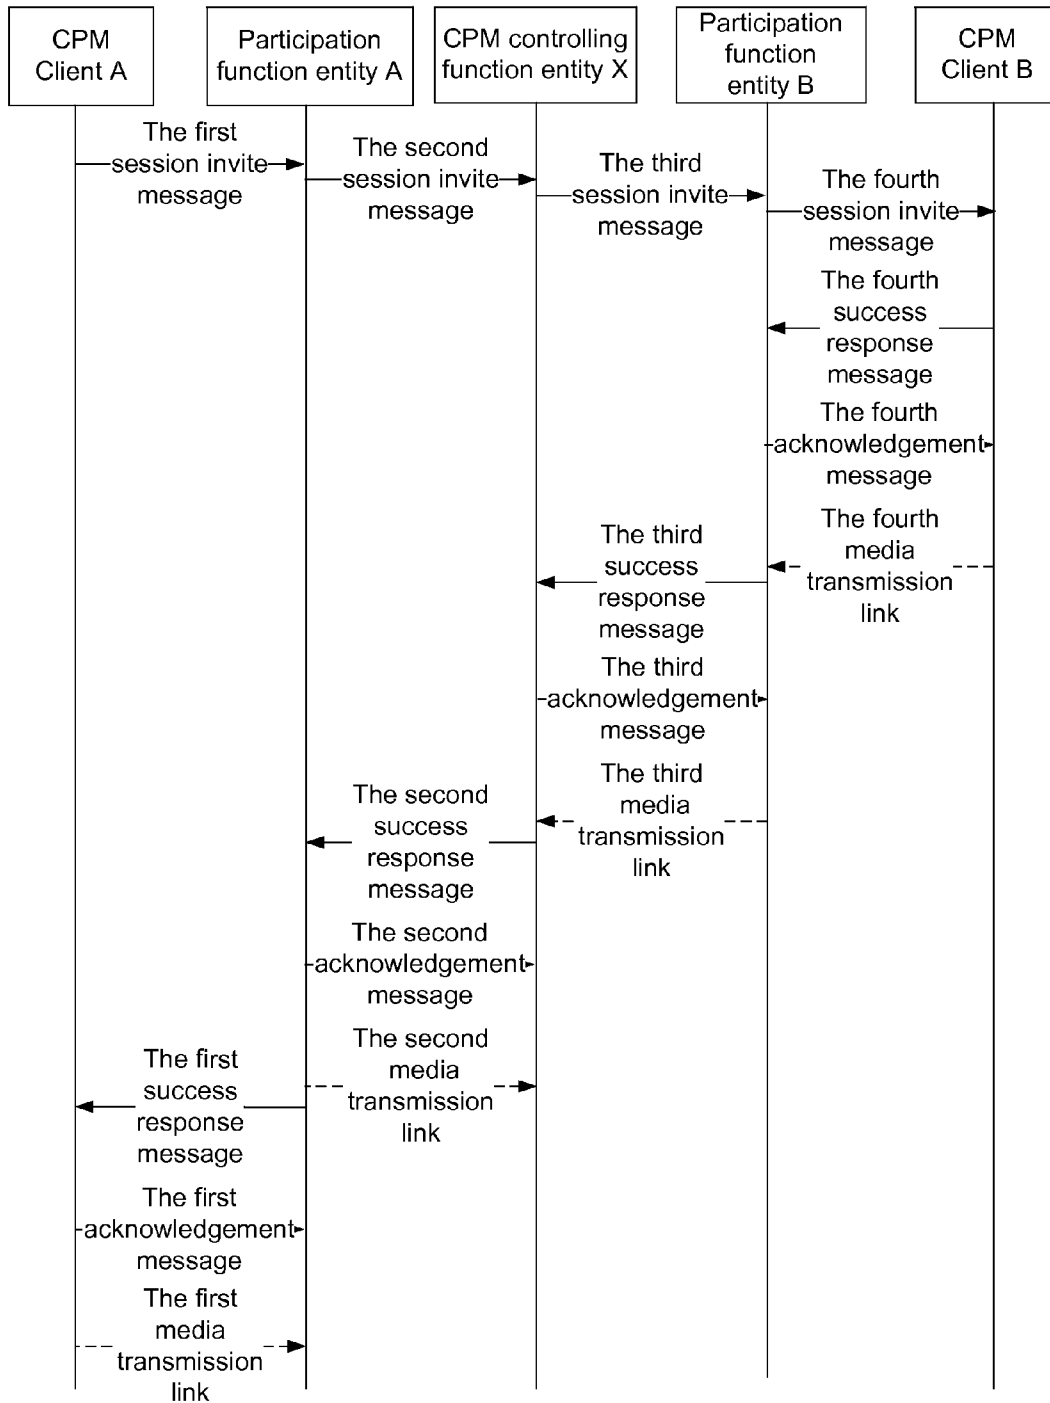 CPM
Client A
Participation
function entity A
CPM controlling
function entity X
Participation
function
entity B
CPM
Client B
The first
session invite
message
The second
session invite
message
The third
session invite
message
The fourth
session invite
message
The fourth
success
response
message
The fourth
acknowledgement
message
The fourth
media
transmission
link
The third
success
response
message
The third
acknowledgement
message
The third
media
transmission
link
The second
success
response
message
The second
acknowledgement
message
The second
media
transmission
link
The first
success
response
message
The first
acknowledgement
message
The first
media
transmission
link